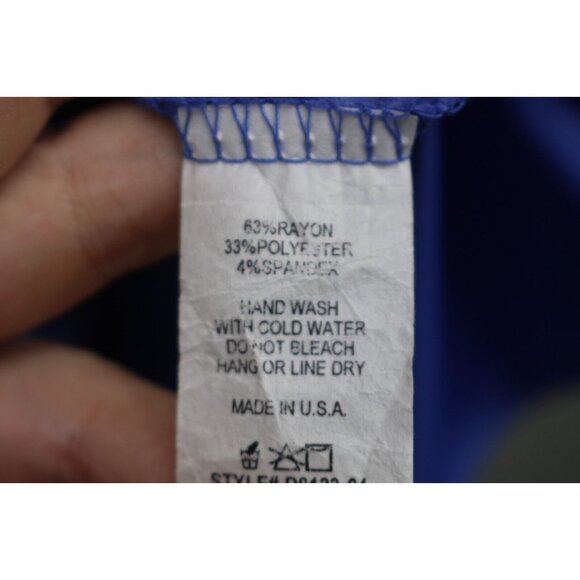 63%RAYON
33%POLYESTER
4%SPANDEX
HAND WASH
WITH COLD WATER
DO NOT BLEACH
HANG OR LINE DRY
MADE IN U.S.A.
STYLE#